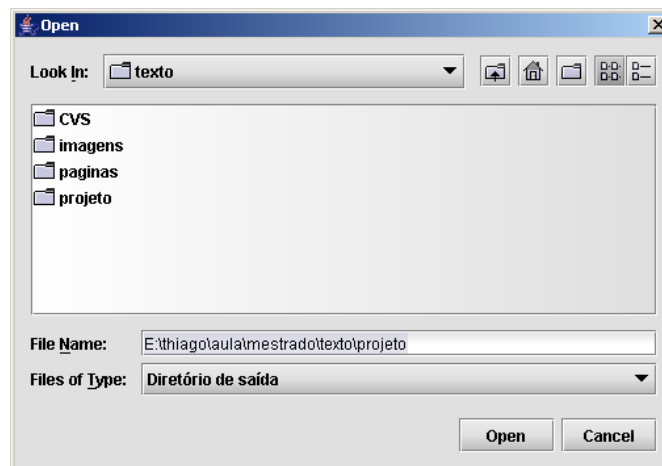 Open
Look In: texto
CVS
imagens
paginas
projeto
File Name: E:\thiago\aula\mestrado\texto\projeto
Files of Type: Diretório de saída
Open Cancel